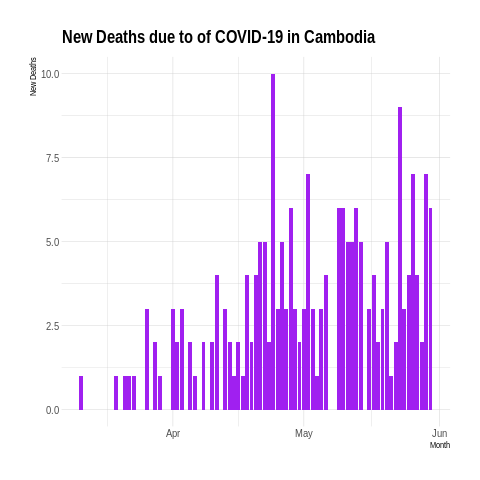 New Deaths due to of COVID-19 in Cambodia
New Deaths
10.0
7.5
5.0
2.5
0.0
Apr
May
Jun
Month